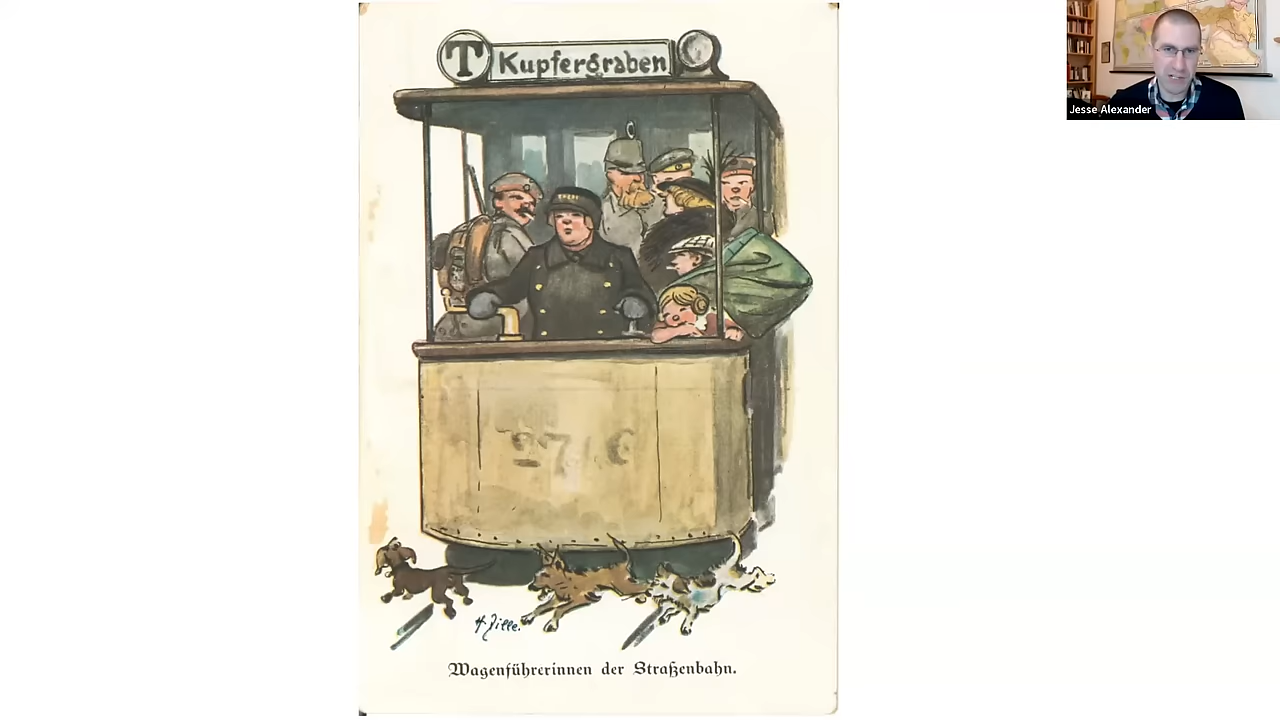 T Kupfergraben
Jesse Alexander
H. Zille.
Wagenführerinnen der Straßenbahn.